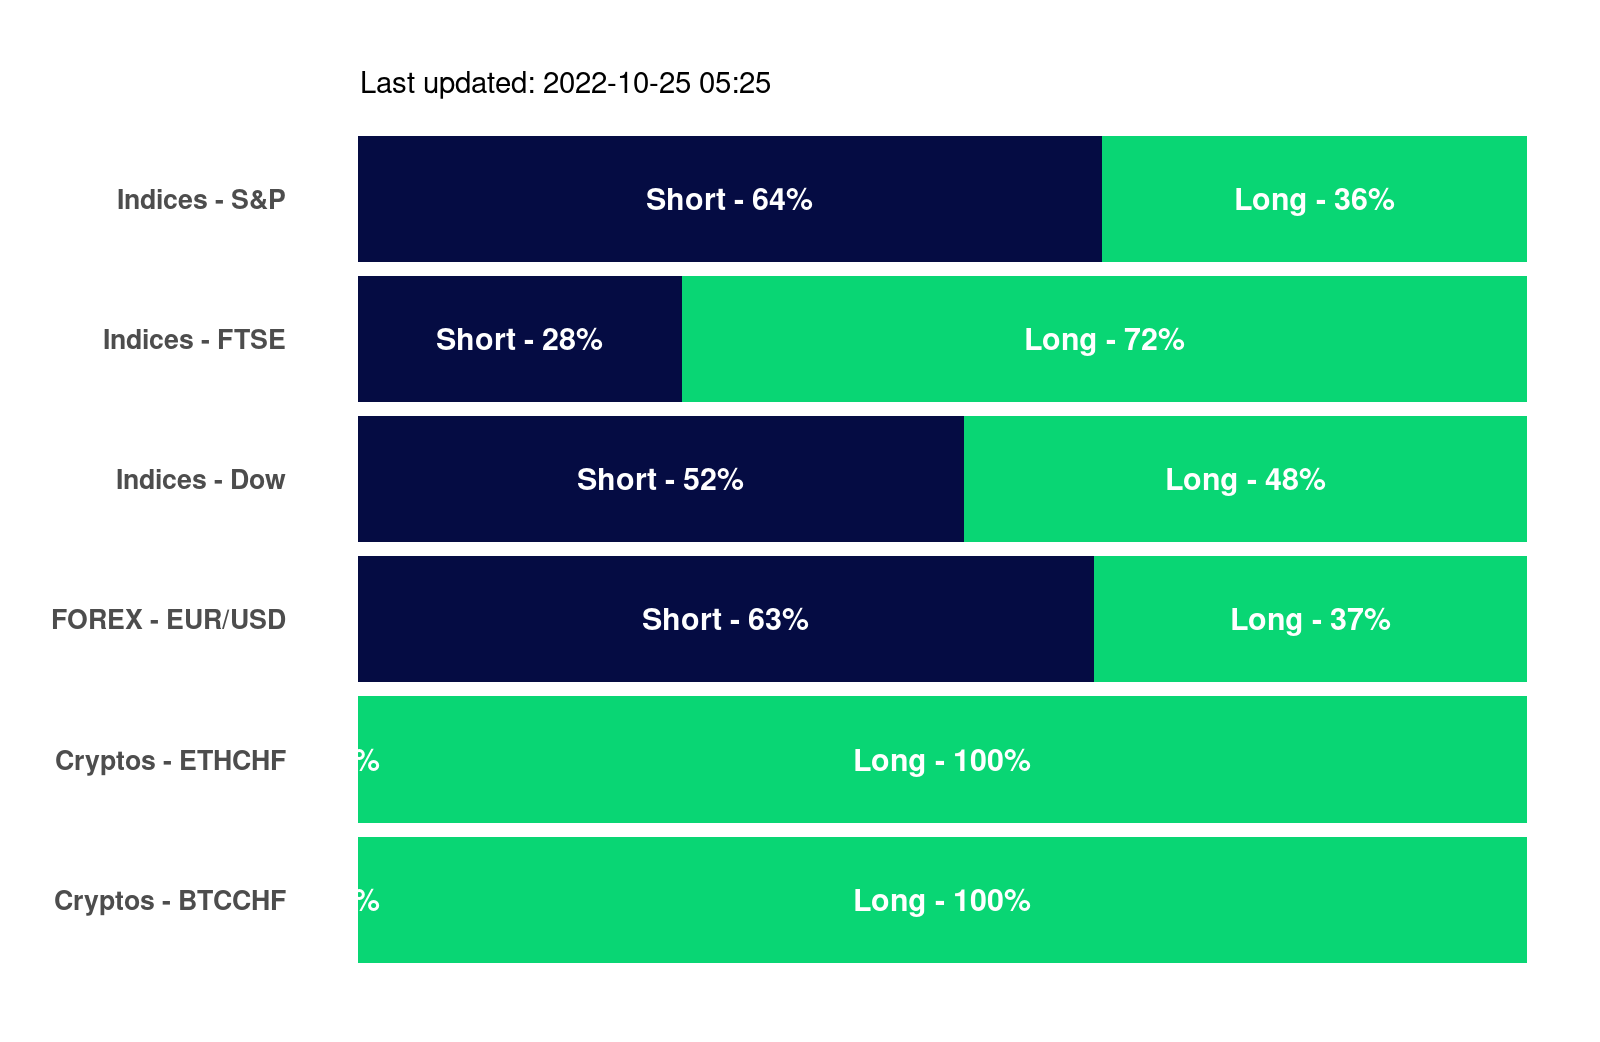 Last updated: 2022-10-25 05:25
Indices - S&P Short - 64% Long - 36%
Indices - FTSE Short - 28% Long - 72%
Indices - Dow Short - 52% Long - 48%
FOREX - EUR/USD Short - 63% Long - 37%
Cryptos - ETHCHF % Long - 100%
Cryptos - BTCCHF % Long - 100%